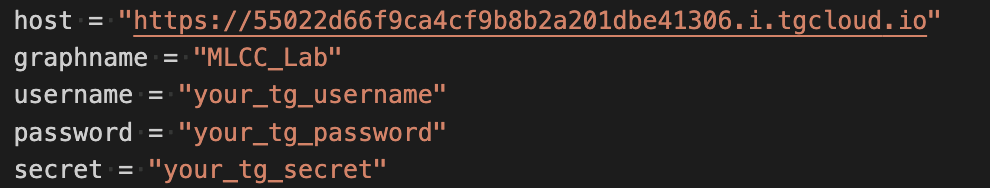 host = "https://55022d66f9ca4cf9b8b2a201dbe41306.i.tgcloud.io"
graphname = "MLCC_Lab"
username = "your_tg_username"
password = "your_tg_password"
secret = "your_tg_secret"